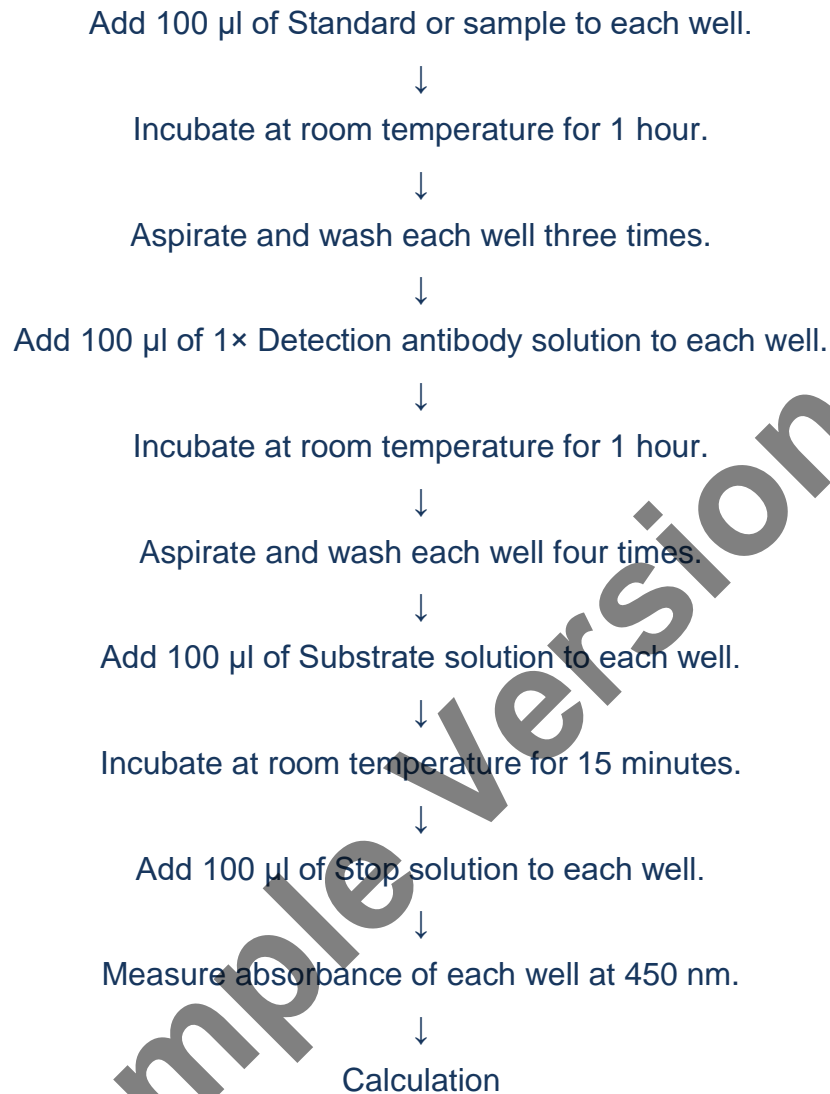 Add 100 µl of Standard or sample to each well.
↓
Incubate at room temperature for 1 hour.
↓
Aspirate and wash each well three times.
↓
Add 100 µl of 1× Detection antibody solution to each well.
↓
Incubate at room temperature for 1 hour.
↓
Aspirate and wash each well four times.
↓
Add 100 µl of Substrate solution to each well.
↓
Incubate at room temperature for 15 minutes.
↓
Add 100 µl of Stop solution to each well.
↓
Measure absorbance of each well at 450 nm.
↓
Calculation
mple Version